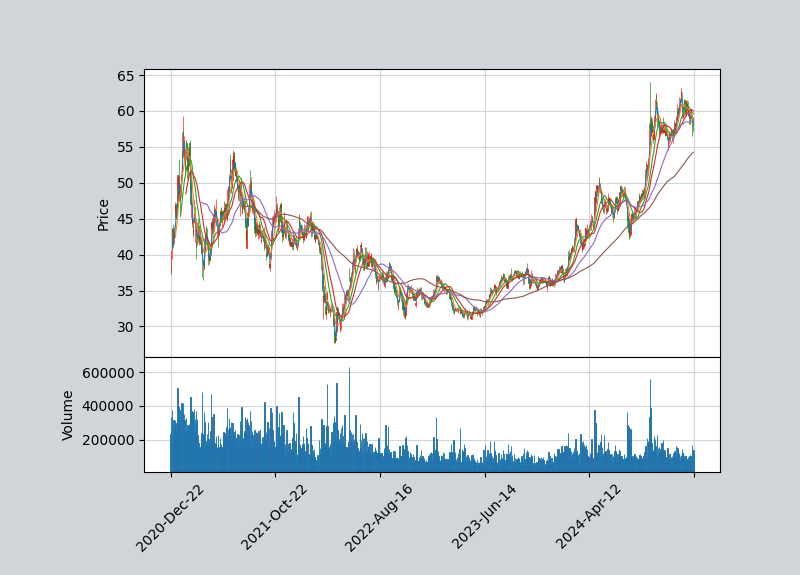 65
60
55
50
45
40
35
30
Price
600000
400000
200000
Volume
2020-Dec-22
2021-Oct-22
2022-Aug-16
2023-Jun-14
2024-Apr-12